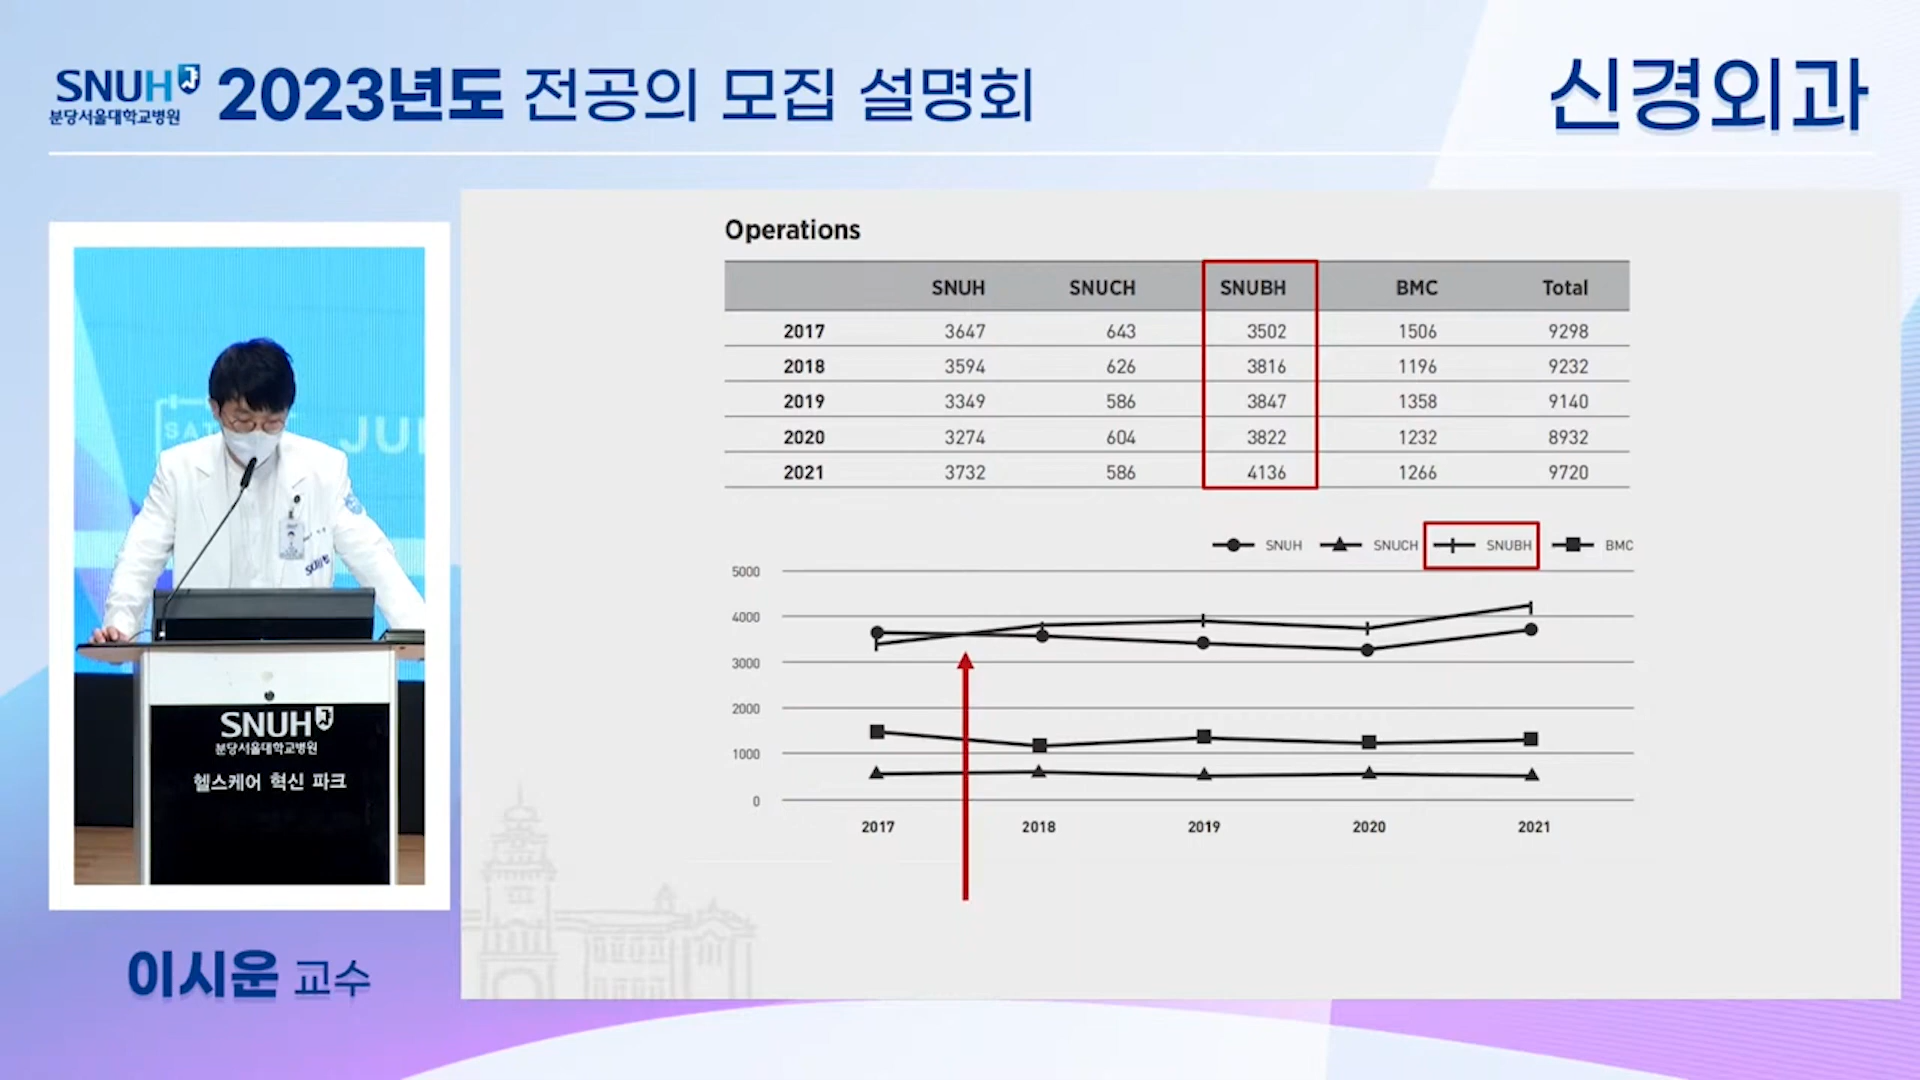 SNUH
분당서울대학교병원
2023년도 전공의 모집 설명회
신경외과
Operations
SNUH SNUCH SNUBH BMC Total
2017 3647 643 3502 1506 9298
2018 3594 626 3816 1196 9232
2019 3349 586 3847 1358 9140
2020 3274 604 3822 1232 8932
2021 3732 586 4136 1266 9720
SNUH SNUCH SNUBH BMC
5000
4000
3000
2000
1000
0
2017 2018 2019 2020 2021
SAT
JU
SNUH
SNUH
분당서울대학교병원
헬스케어 혁신 파크
이시운 교수